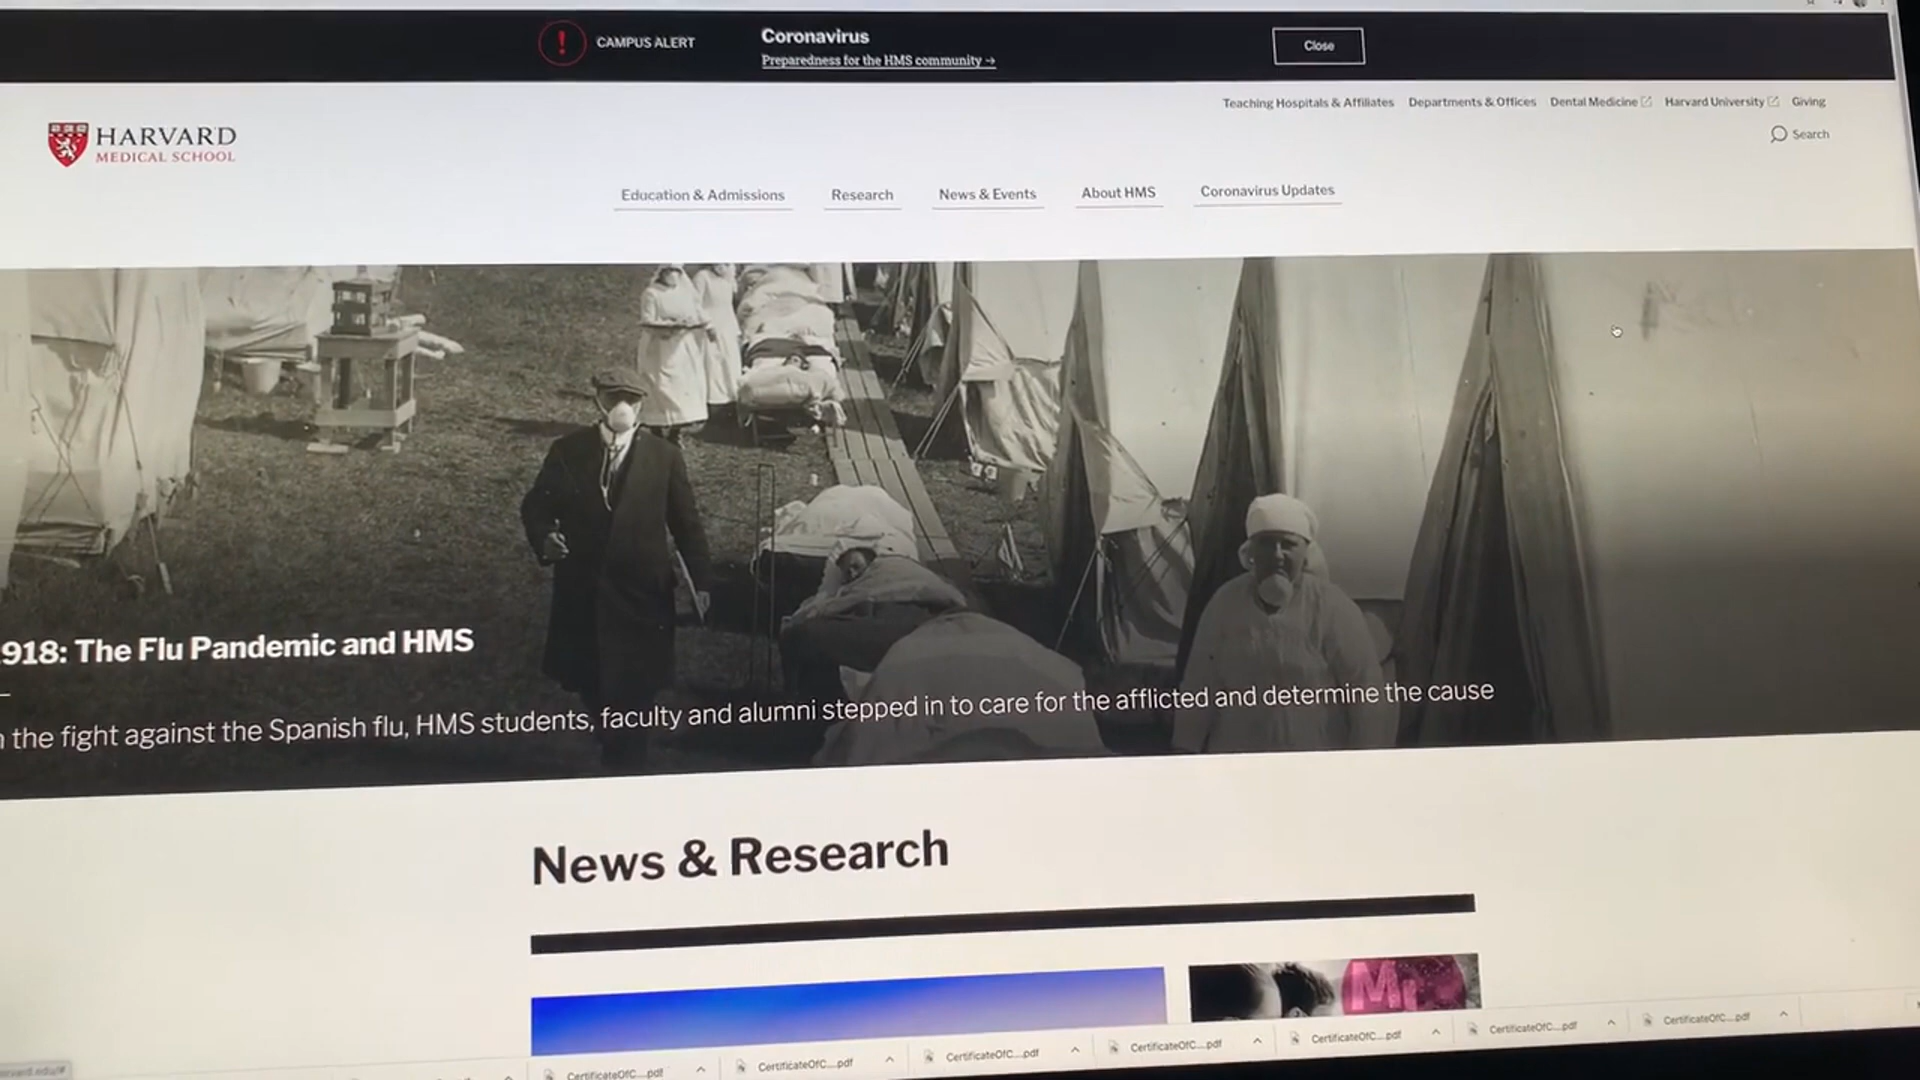 CAMPUS ALERT
Coronavirus
Preparedness for the HMS community →
Close
Teaching Hospitals & Affiliates Departments & Offices Dental Medicine Harvard University Giving
HARVARD
MEDICAL SCHOOL
Search
Education & Admissions Research News & Events About HMS Coronavirus Updates
918: The Flu Pandemic and HMS
the fight against the Spanish flu, HMS students, faculty and alumni stepped in to care for the afflicted and determine the cause
News & Research
CertificateOfC....pdf CertificateOfC....pdf CertificateOfC....pdf CertificateOfC....pdf CertificateOfC....pdf CertificateOfC....pdf CertificateOfC....pdf